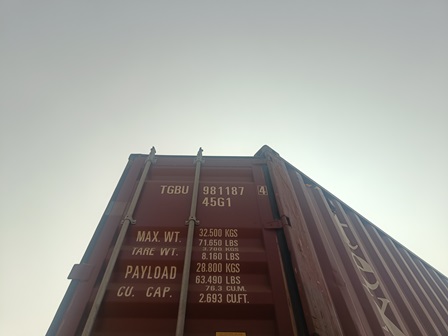 TGBU 981187 4
45G1
MAX. WT. 32.500 KGS
71.650 LBS
TARE WT. 3.700 KGS
8.160 LBS
PAYLOAD 28.800 KGS
63.490 LBS
CU. CAP. 76.3 CU.M.
2.693 CU.FT.